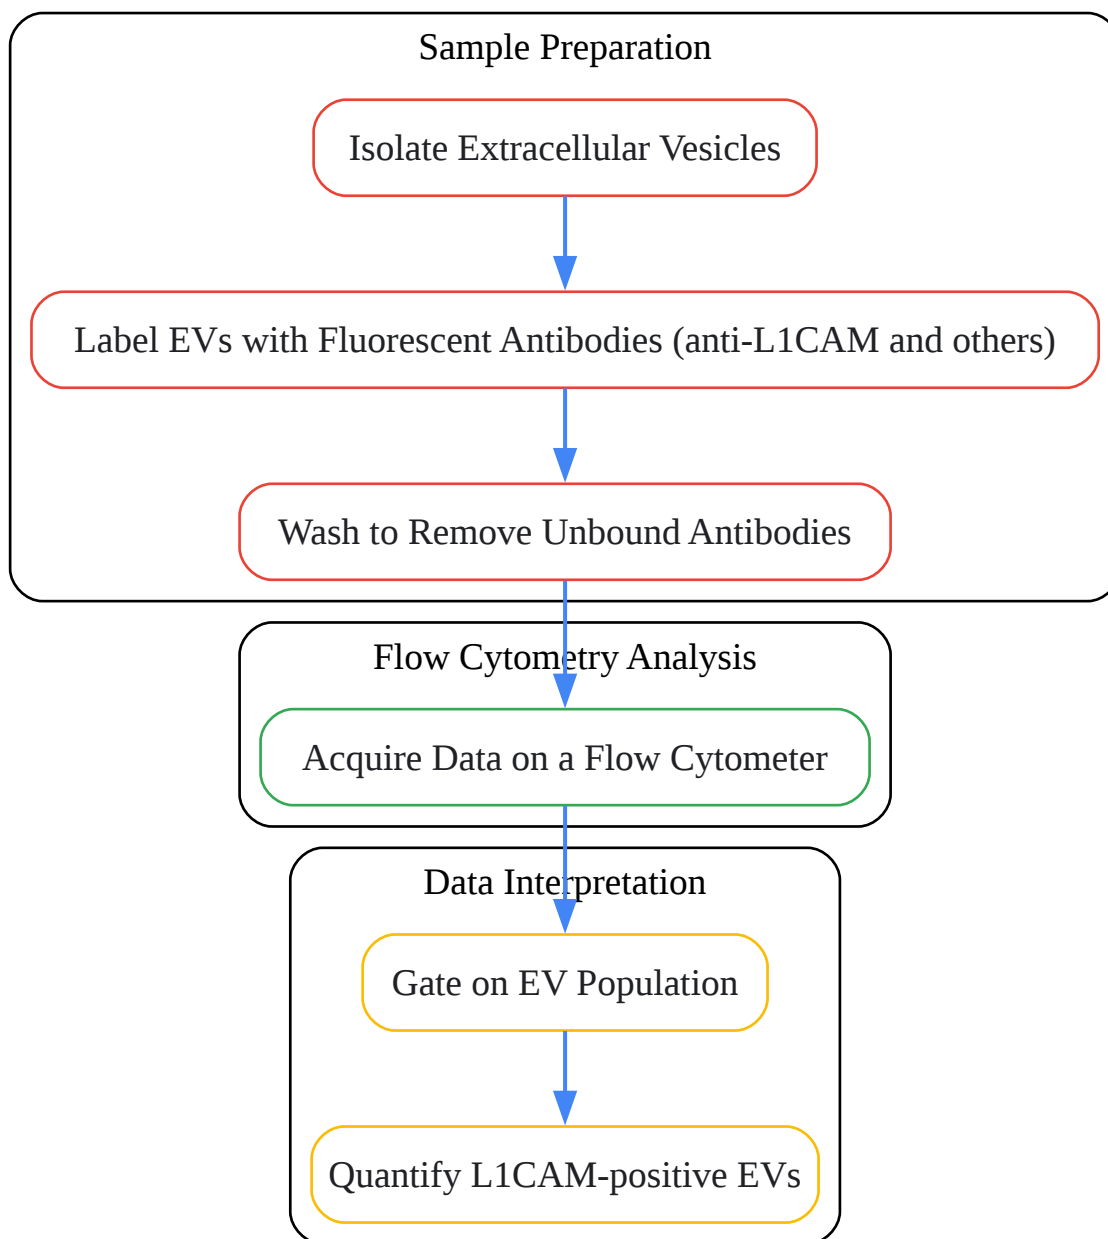 Sample Preparation
Isolate Extracellular Vesicles
Label EVs with Fluorescent Antibodies (anti-L1CAM and others)
Wash to Remove Unbound Antibodies
Flow Cytometry Analysis
Acquire Data on a Flow Cytometer
Data Interpretation
Gate on EV Population
Quantify L1CAM-positive EVs